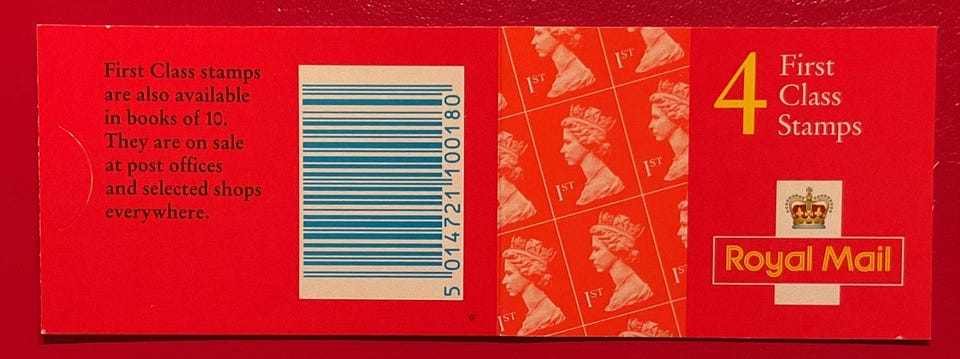 First Class stamps
are also available
in books of 10.
They are on sale
at post offices
and selected shops
everywhere.
5 014721 100180
W
1ST
1ST
1ST
1ST
1ST
1ST
1ST
4 First
Class
Stamps
Royal Mail